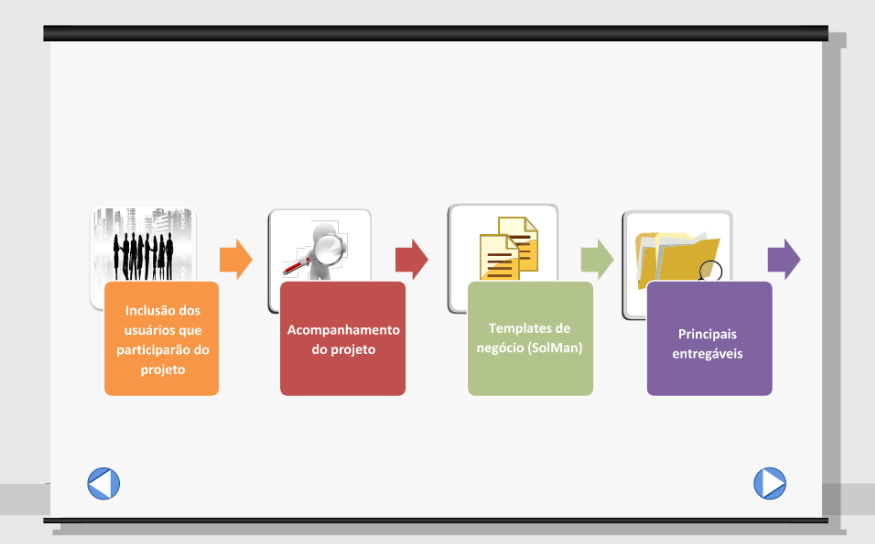 Inclusão dos
usuários que
participarão do
projeto
Acompanhamento
do projeto
Templates de
negócio (SolMan)
Principais
entregáveis